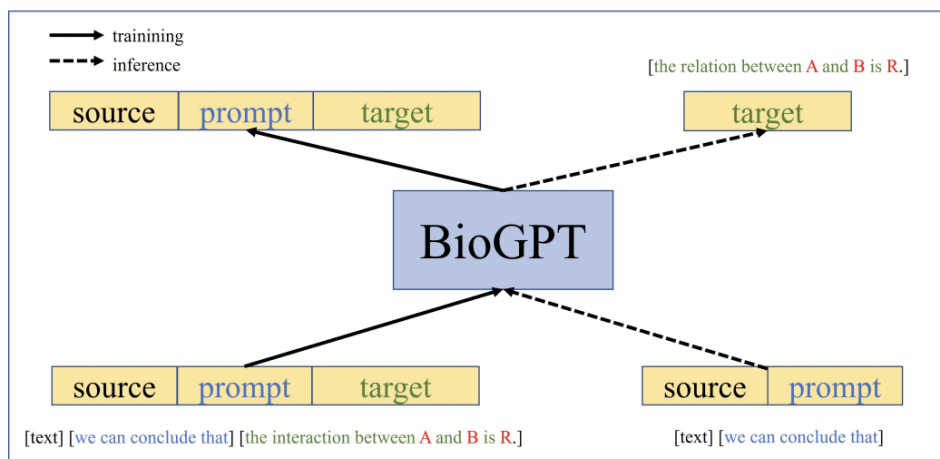 trainining
inference
[the relation between A and B is R.]
source prompt target
target
BioGPT
source prompt target
source prompt
[text] [we can conclude that] [the interaction between A and B is R.]
[text] [we can conclude that]